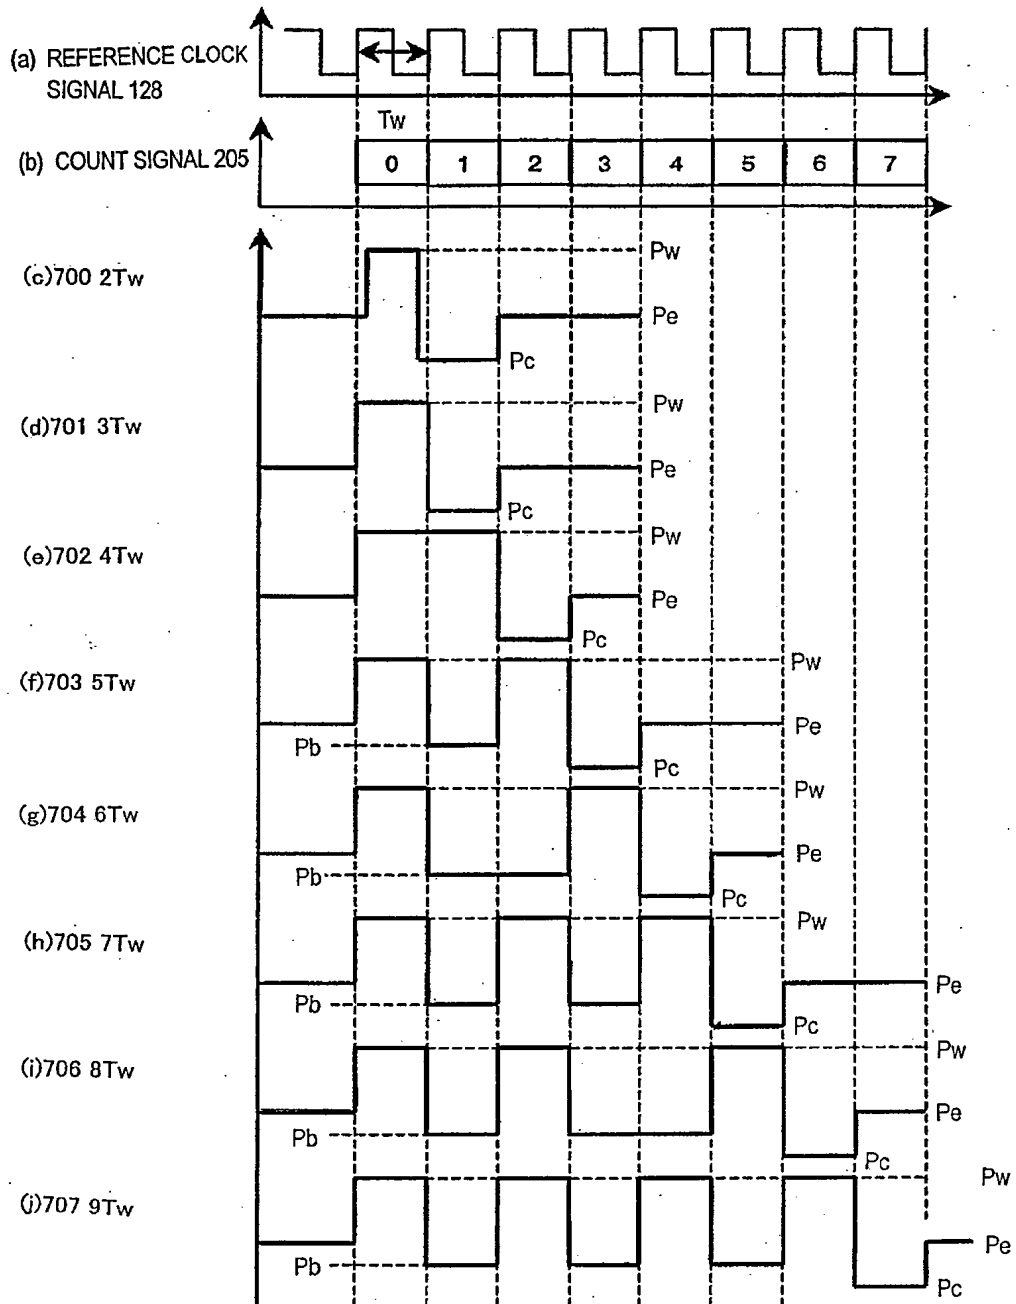 (a) REFERENCE CLOCK
SIGNAL 128
Tw
(b) COUNT SIGNAL 205
0 1 2 3 4 5 6 7
(c)700 2Tw
Pw
Pe
Pc
(d)701 3Tw
Pw
Pe
Pc
(e)702 4Tw
Pw
Pe
Pc
(f)703 5Tw
Pw
Pe
Pb
Pc
(g)704 6Tw
Pw
Pe
Pb
Pc
(h)705 7Tw
Pw
Pe
Pb
Pc
(i)706 8Tw
Pw
Pe
Pb
Pc
(j)707 9Tw
Pw
Pe
Pb
Pc